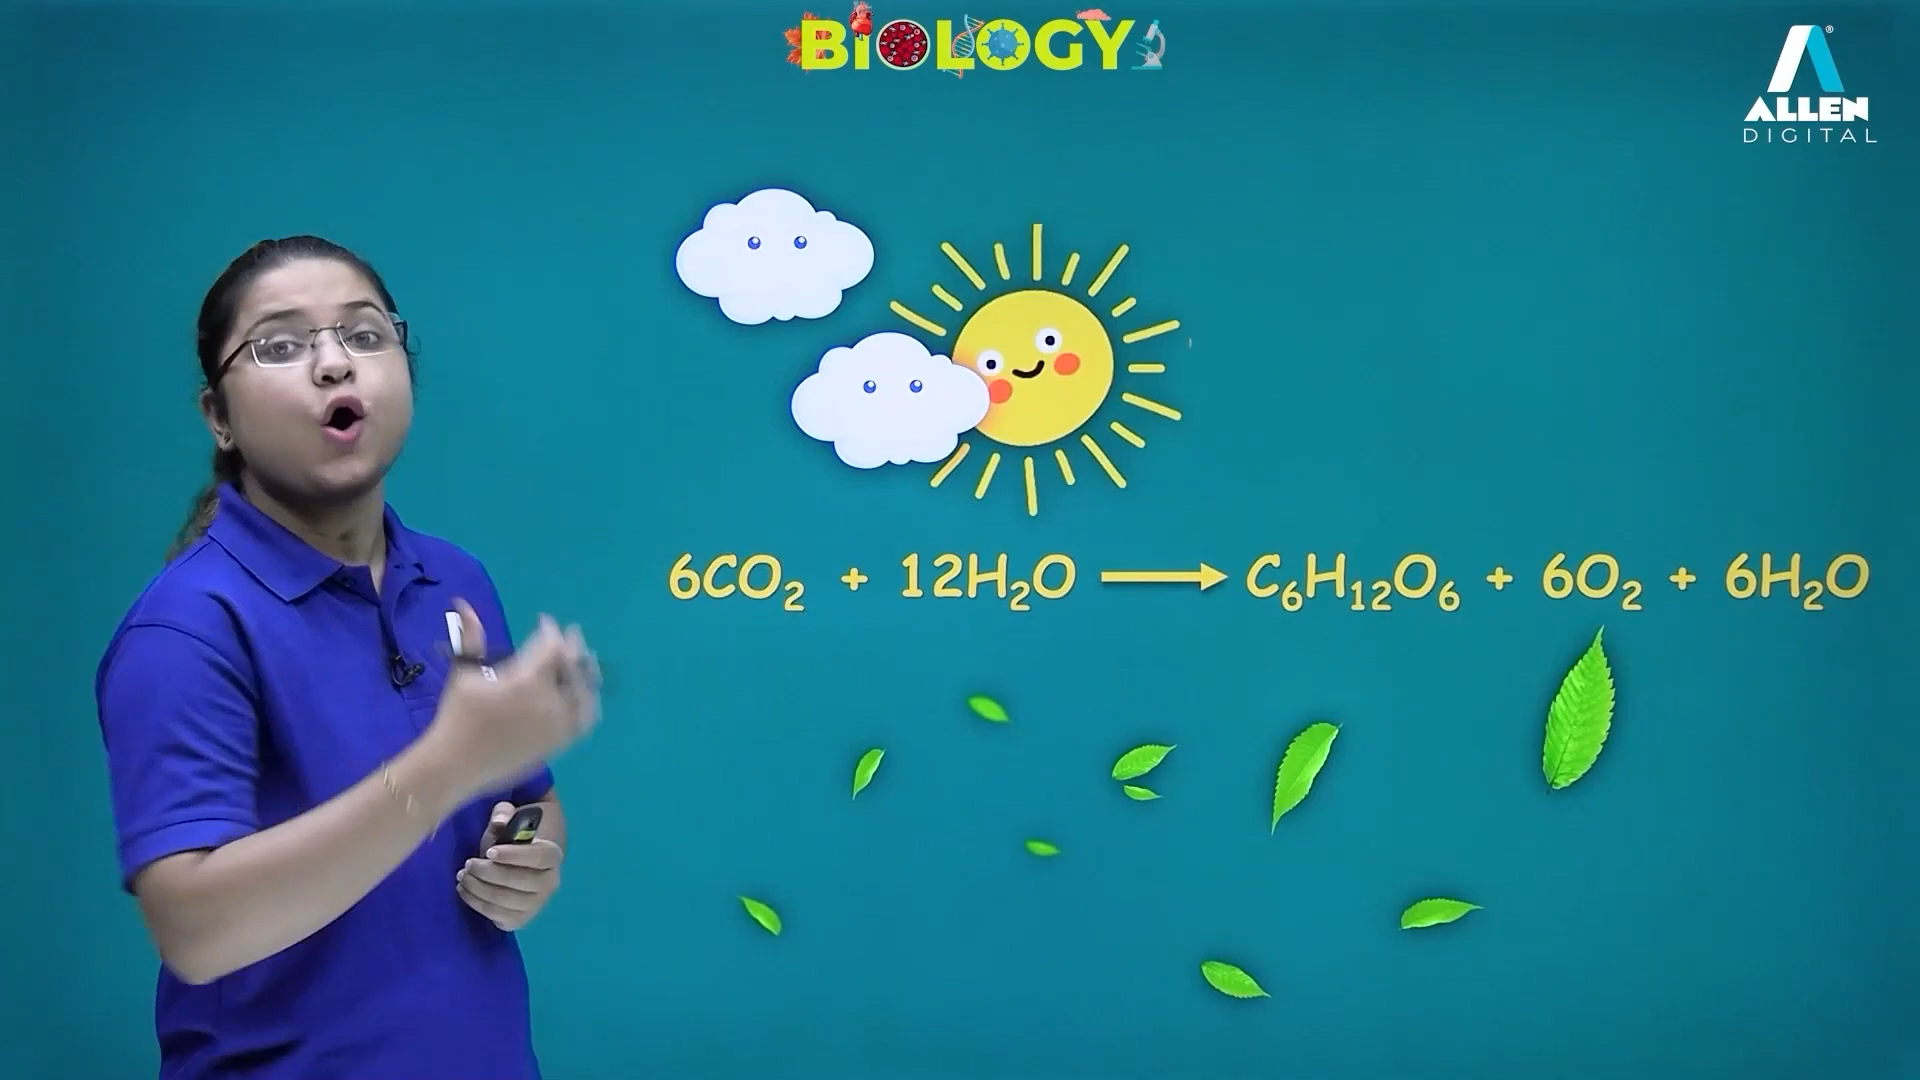 BIOLOGY
ALLEN
DIGITAL
6CO₂ + 12H₂O ⟶ C₆H₁₂O₆ + 6O₂ + 6H₂O